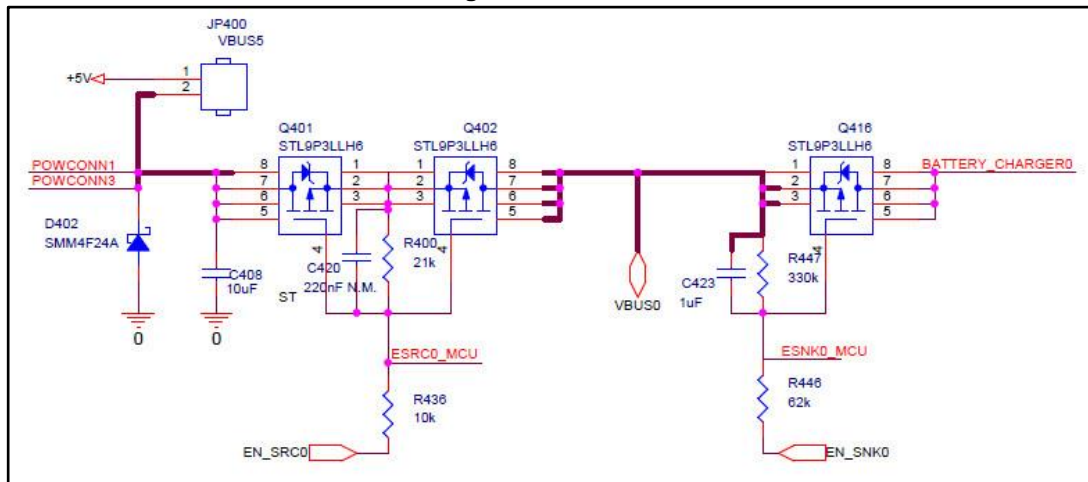 JP400
VBUS5
+5V
1
2
Q401
STL9P3LLH6
Q402
STL9P3LLH6
Q416
STL9P3LLH6
POWCONN1
POWCONN3
8
7
6
5
1
2
3
4
1
2
3
4
8
7
6
5
1
2
3
4
8
7
6
5
BATTERY_CHARGER0
D402
SMM4F24A
C408
10uF
ST
C420
220nF N.M.
R400
21k
VBUS0
C423
1uF
R447
330k
0
0
ESRC0_MCU
ESNK0_MCU
R436
10k
R446
62k
EN_SRC0
EN_SNK0